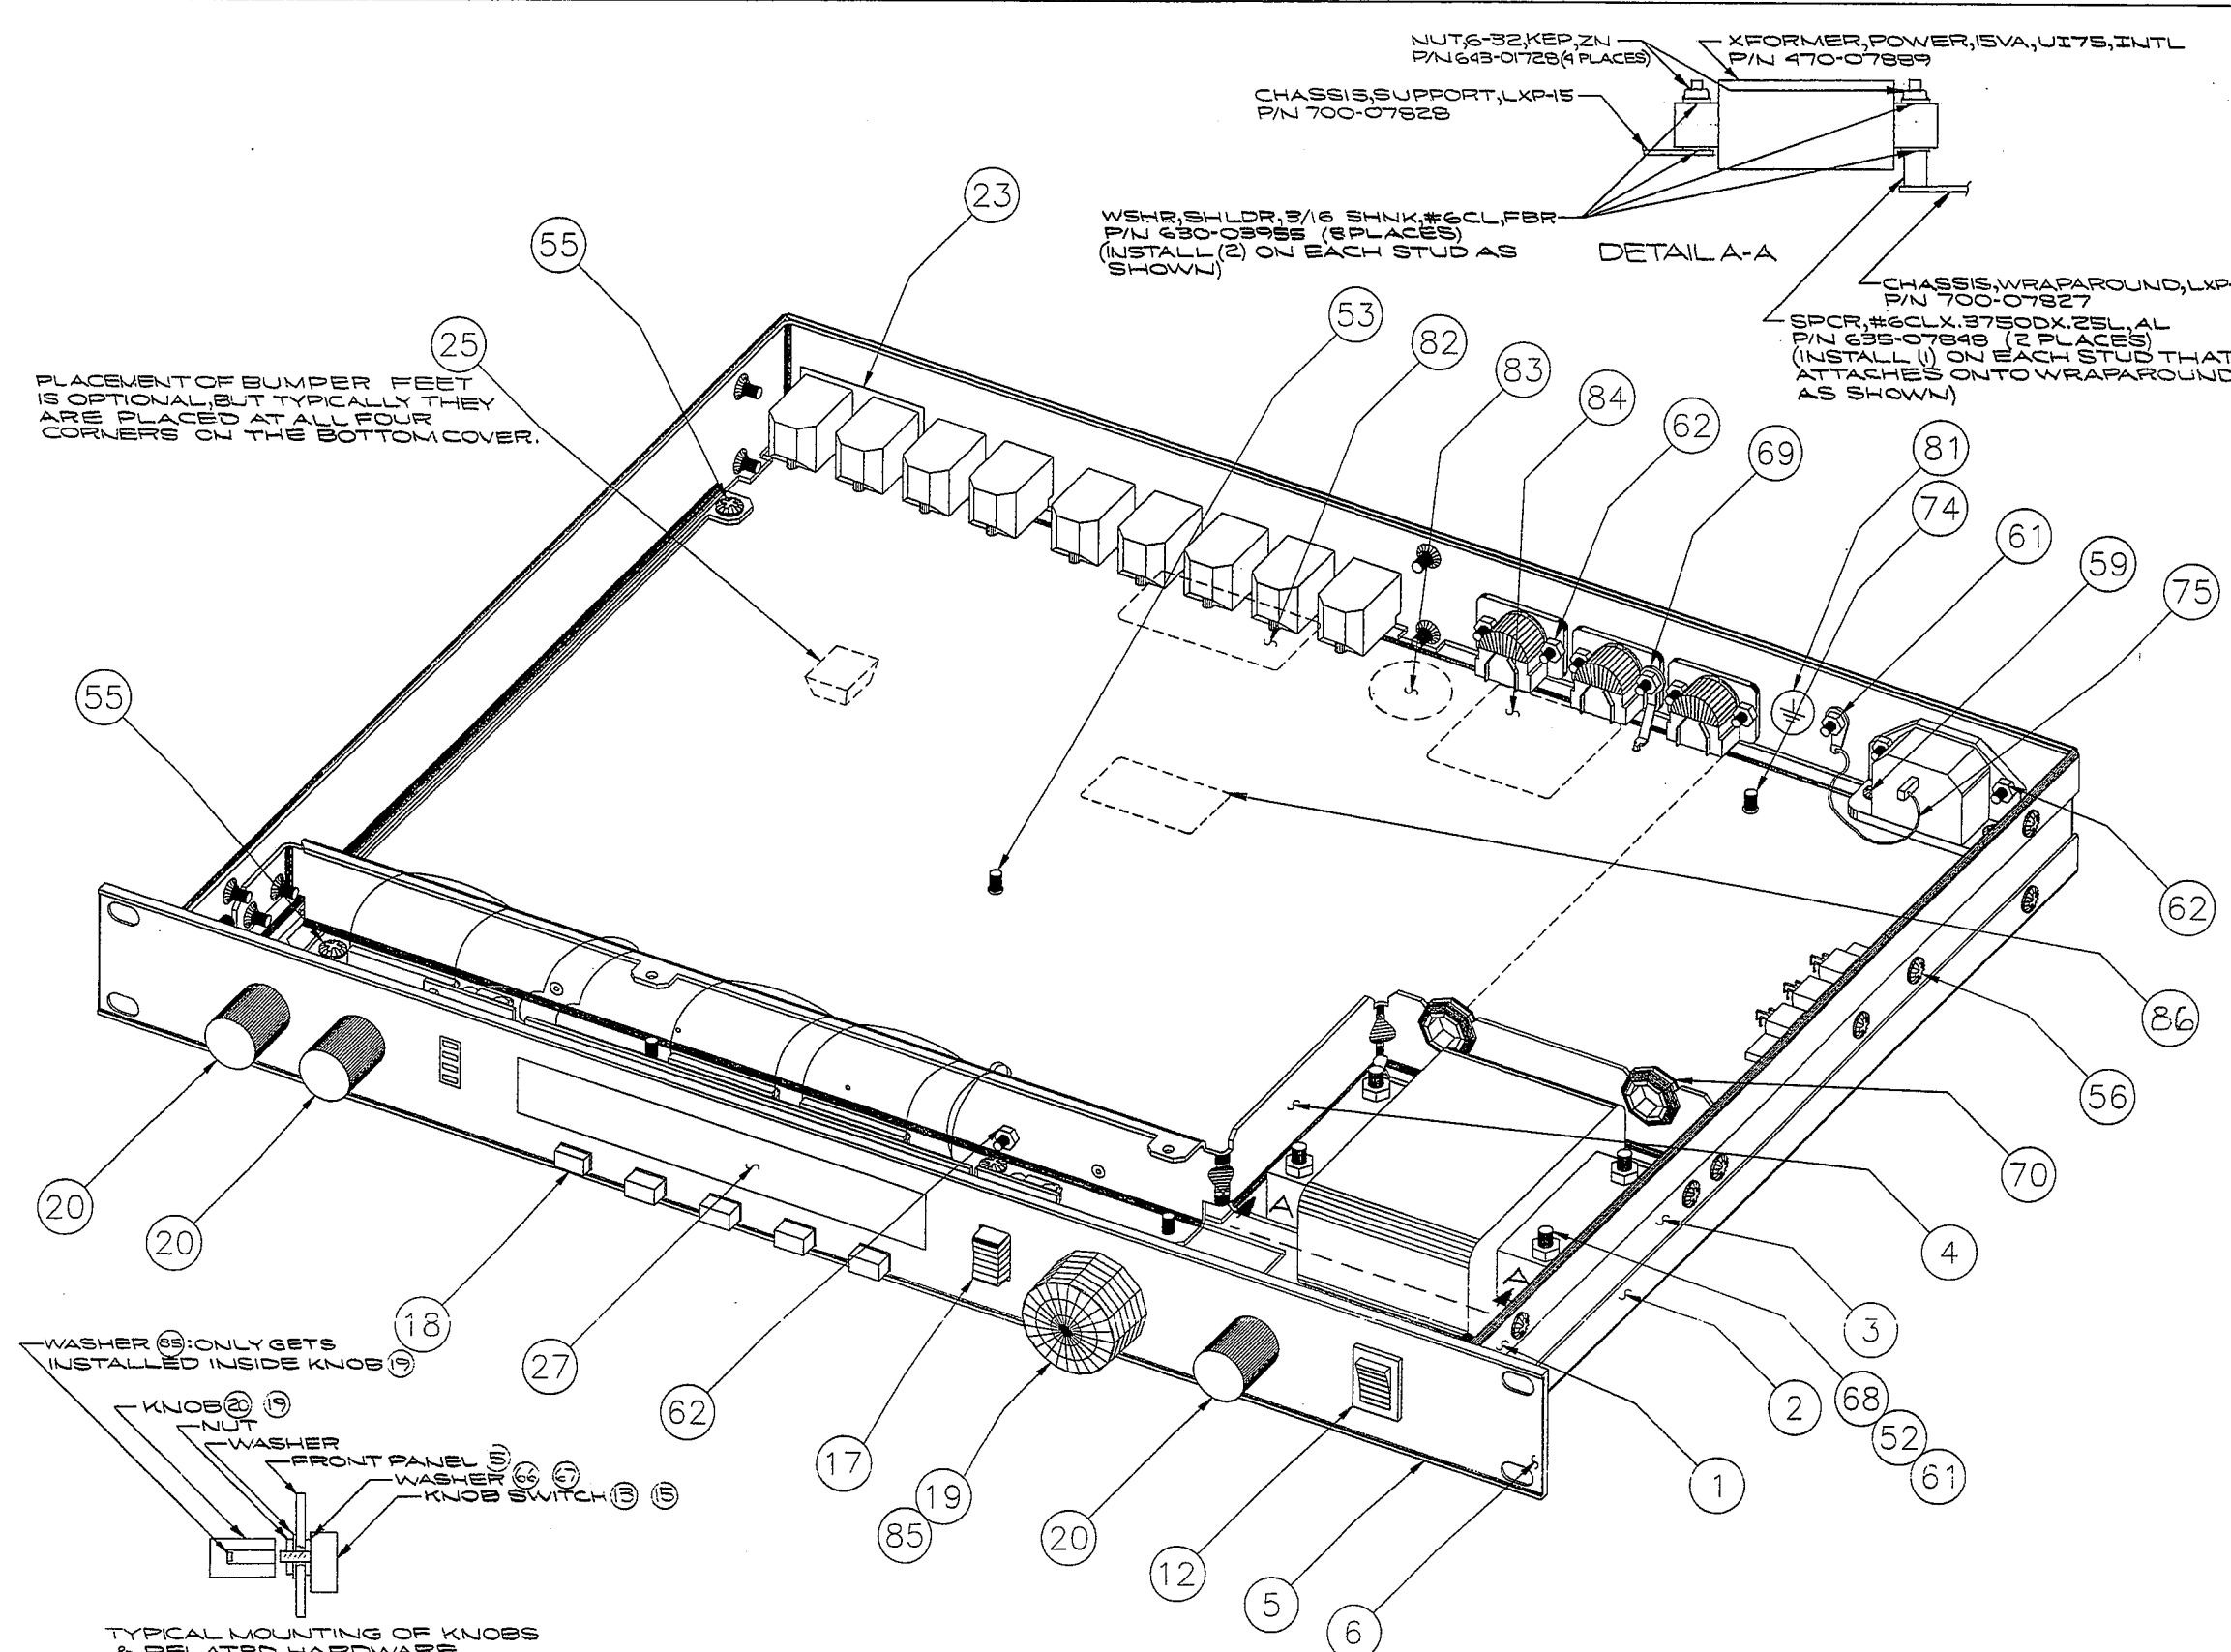 NUT,6-32,KEP,ZN
P/N 643-01728(4 PLACES)
XFORMER,POWER,15VA,UI75,INTL
P/N 470-07889
CHASSIS,SUPPORT,LXP-15
P/N 700-07828
WSHR,SHLDR,3/16 SHNK,#6CL,FBR
P/N 630-03955 (8 PLACES)
(INSTALL (2) ON EACH STUD AS
SHOWN)
DETAIL A-A
CHASSIS,WRAPAROUND,LXP-
P/N 700-07827
SPCR,#6CLX.375ODX.25L,AL
P/N 635-07848 (2 PLACES)
(INSTALL (1) ON EACH STUD THAT
ATTACHES ONTO WRAPAROUND
AS SHOWN)
PLACEMENT OF BUMPER FEET
IS OPTIONAL,BUT TYPICALLY THEY
ARE PLACED AT ALL FOUR
CORNERS ON THE BOTTOM COVER.
23
55
25
53
82
83
84
62
69
81
74
61
59
75
55
62
86
56
70
4
3
2
68
52
61
1
A
A
20
20
18
27
62
17
19
85
20
12
5
6
WASHER 85:ONLY GETS
INSTALLED INSIDE KNOB 19
KNOB 20 19
NUT
WASHER
FRONT PANEL 5
WASHER 66 67
KNOB SWITCH 13 15
TYPICAL MOUNTING OF KNOBS
& RELATED HARDWARE